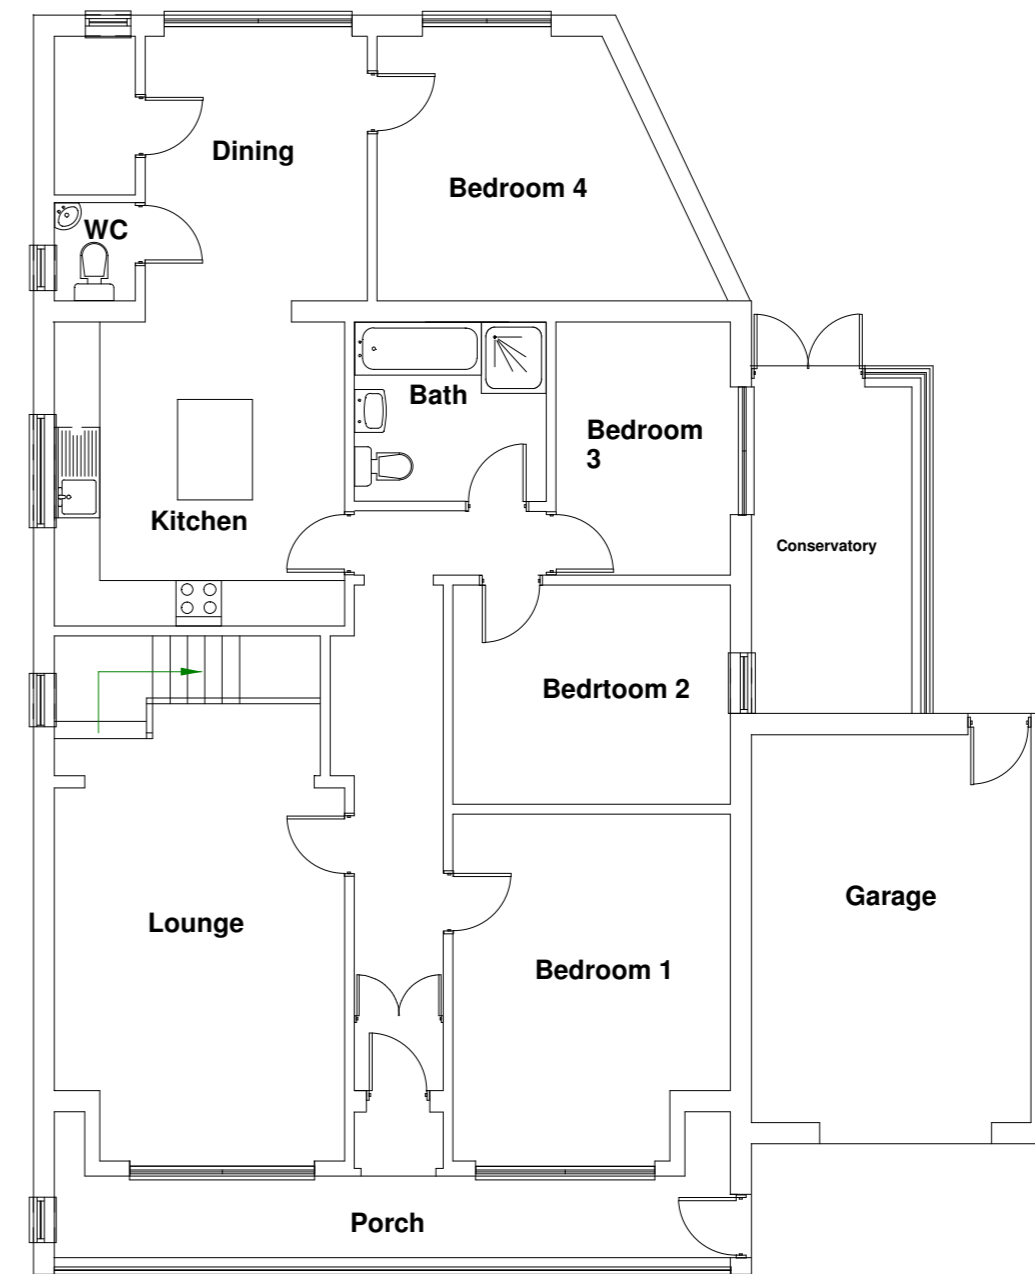 Dining
Bedroom 4
WC
Bath
Bedroom
3
Kitchen
Conservatory
Bedrtoom 2
Garage
Lounge
Bedroom 1
Porch